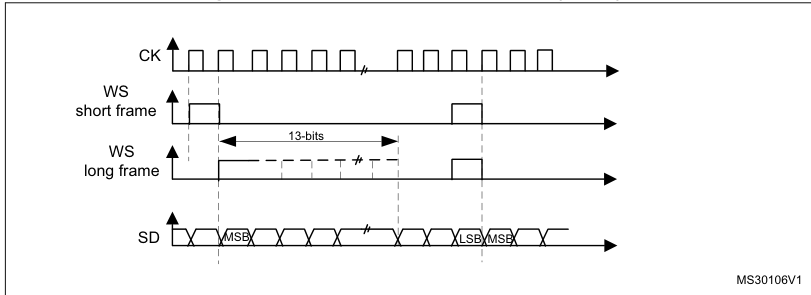 CK
WS
short frame
13-bits
WS
long frame
SD
MSB
LSB
MSB
MS30106V1